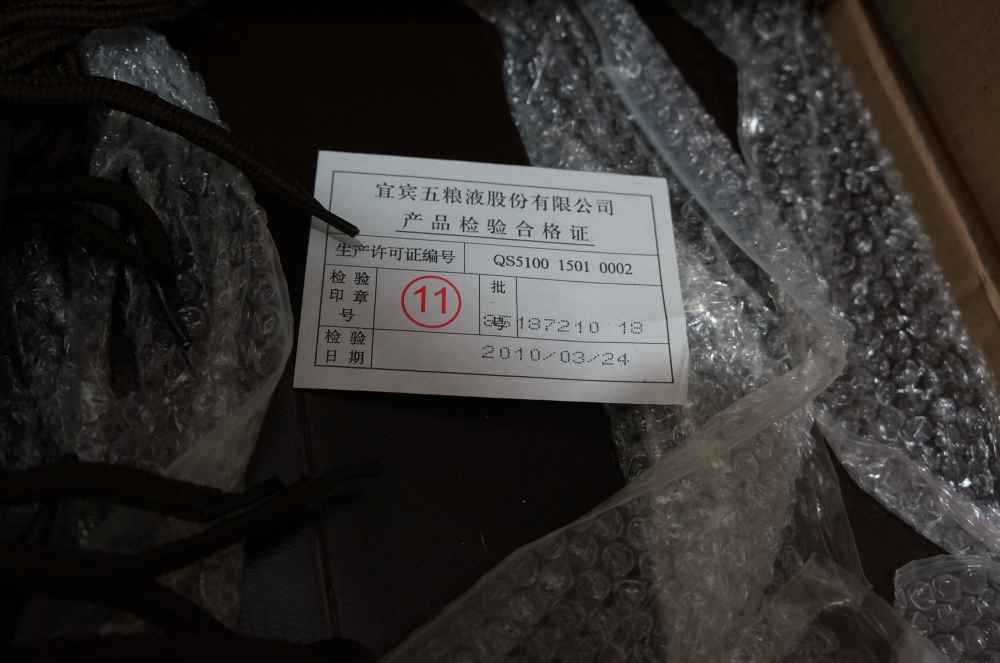 宜宾五粮液股份有限公司
产品检验合格证
生产许可证编号 QS5100 1501 0002
检验印章号 11 批号 85187210 18
检验日期 2010/03/24